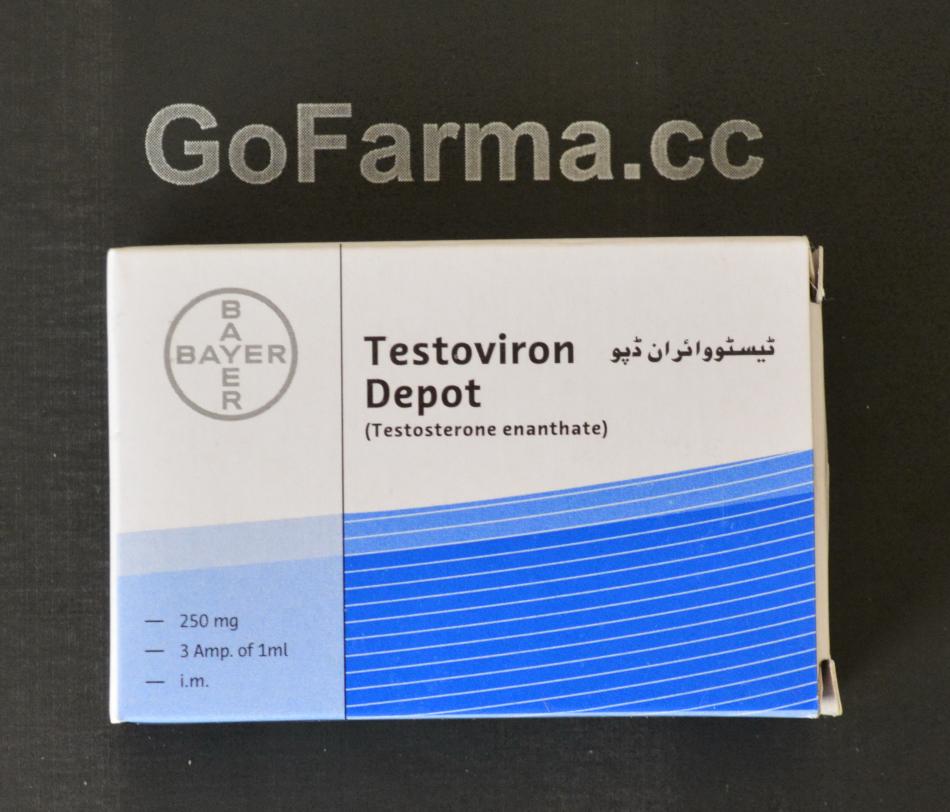 GoFarma.cc
BAYER
BAYER
Testoviron ٹیسٹووائران ڈپو
Depot
(Testosterone enanthate)
— 250 mg
— 3 Amp. of 1ml
— i.m.